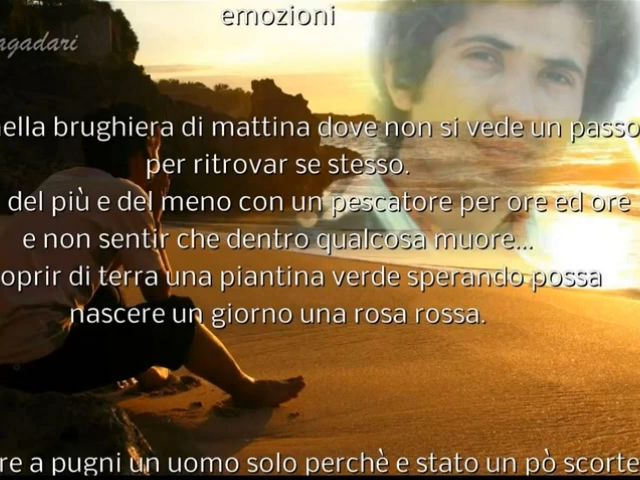 emozioni
agadari
nella brughiera di mattina dove non si vede un passo
per ritrovar se stesso.
del più e del meno con un pescatore per ore ed ore
e non sentir che dentro qualcosa muore...
oprir di terra una piantina verde sperando possa
nascere un giorno una rosa rossa.
re a pugni un uomo solo perchè e stato un pò scorte